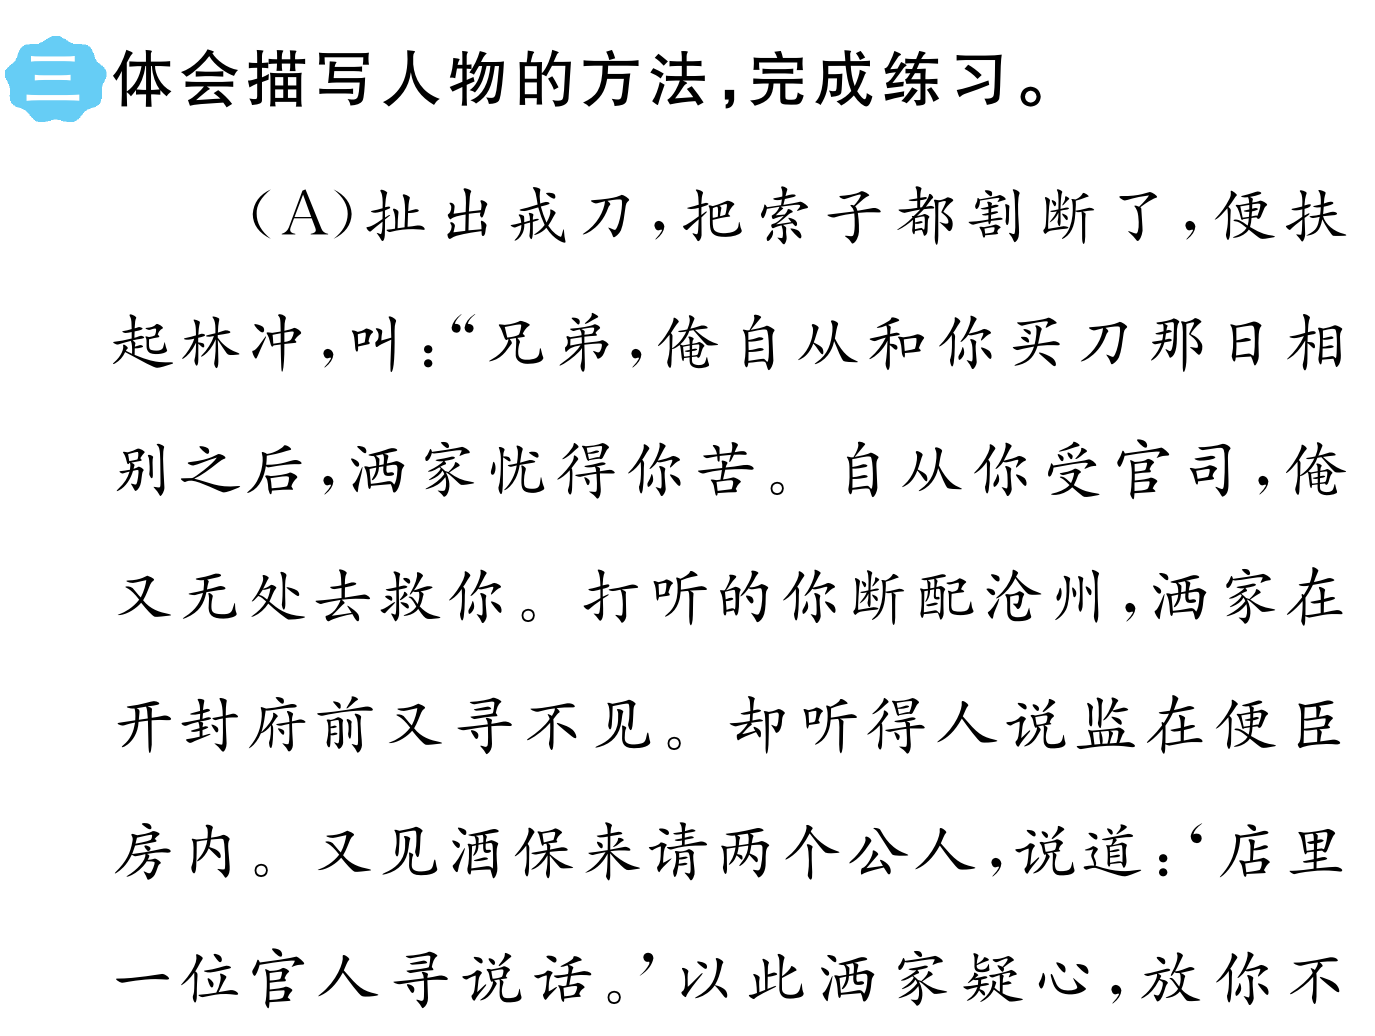 三 体会描写人物的方法,完成练习。
(A)扯出戒刀,把索子都割断了,便扶
起林冲,叫:“兄弟,俺自从和你买刀那日相
别之后,洒家忧得你苦。自从你受官司,俺
又无处去救你。打听的你断配沧州,洒家在
开封府前又寻不见。却听得人说监在便臣
房内。又见酒保来请两个公人,说道:‘店里
一位官人寻说话。’以此洒家疑心,放你不